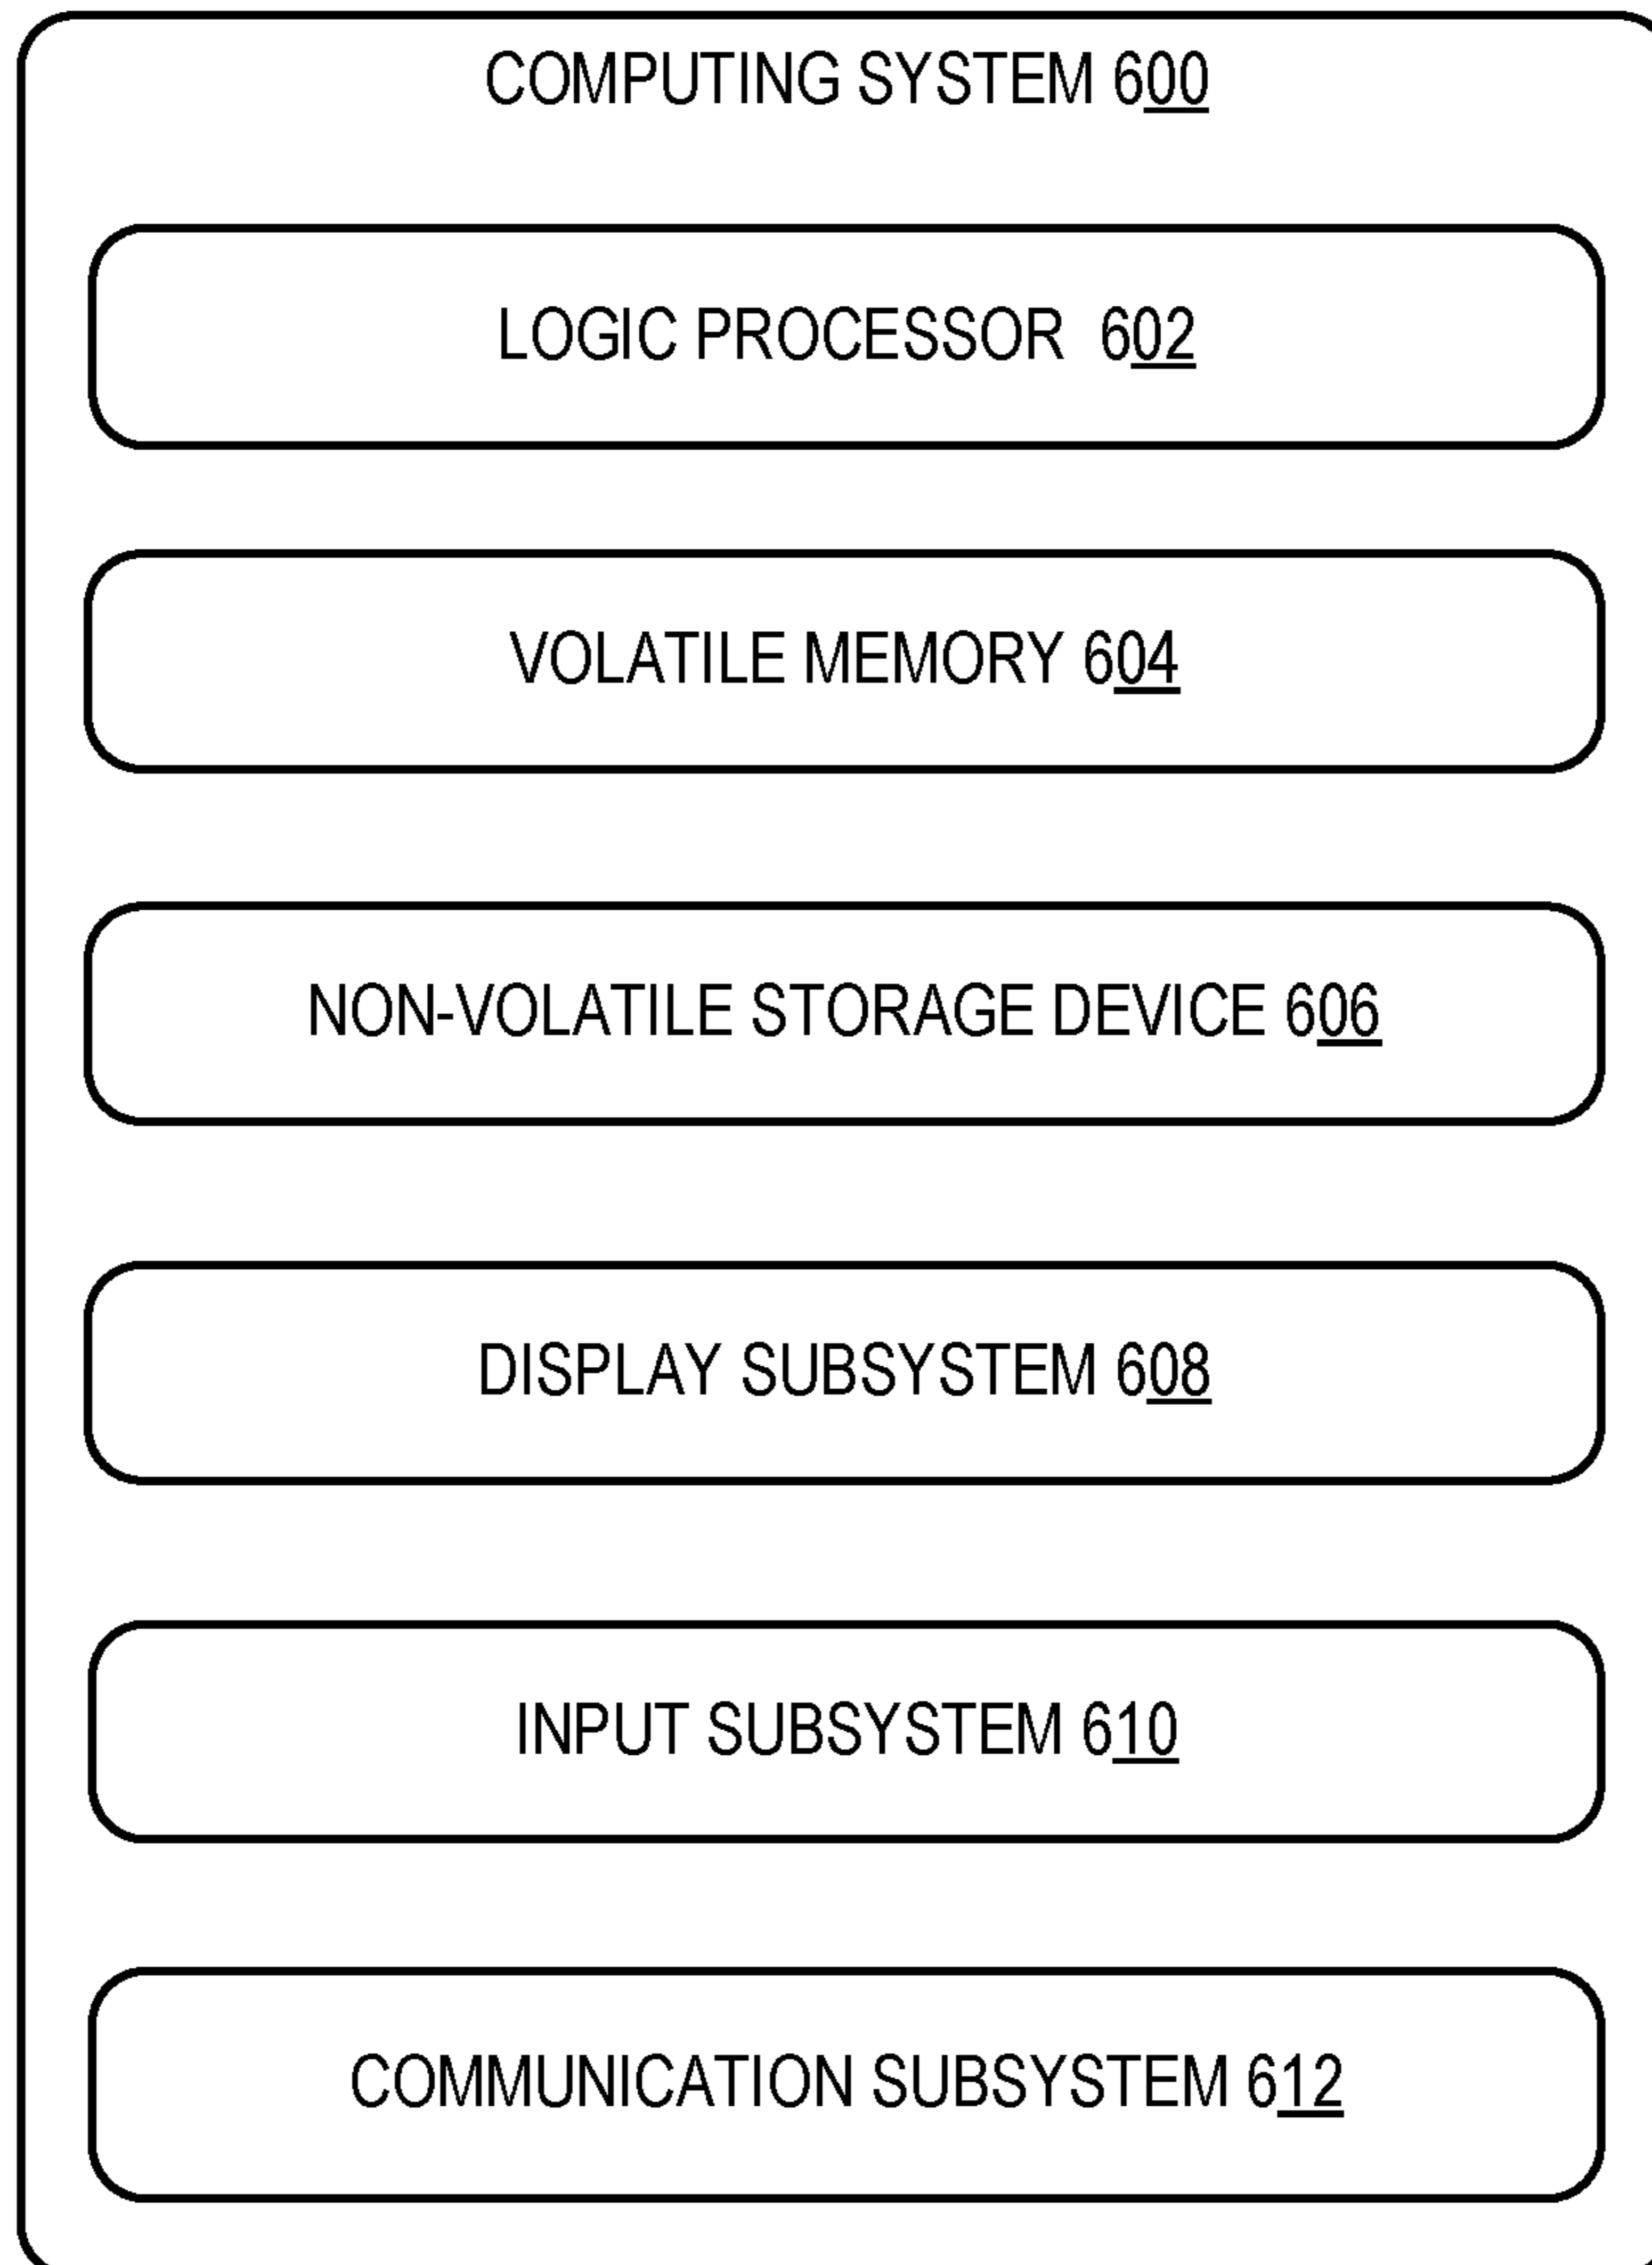 COMPUTING SYSTEM 600
LOGIC PROCESSOR 602
VOLATILE MEMORY 604
NON-VOLATILE STORAGE DEVICE 606
DISPLAY SUBSYSTEM 608
INPUT SUBSYSTEM 610
COMMUNICATION SUBSYSTEM 612